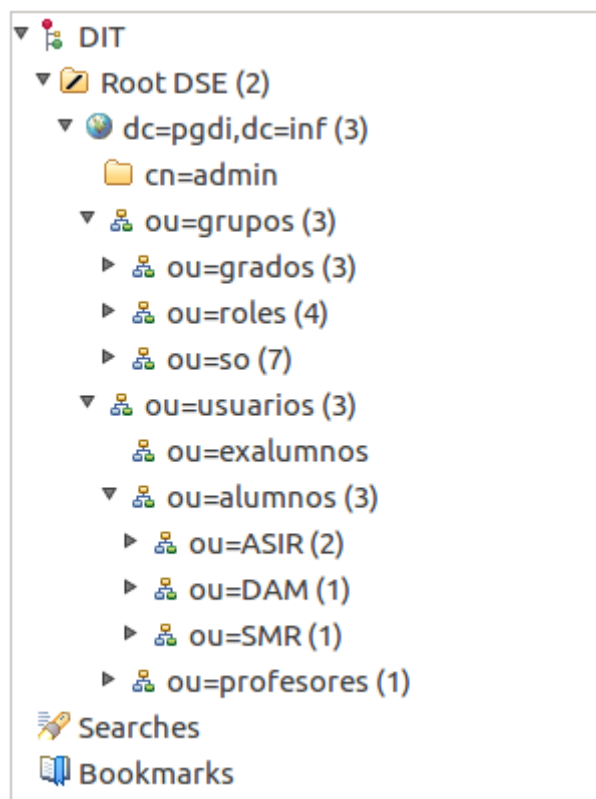 DIT
Root DSE (2)
dc=pgdi,dc=inf (3)
cn=admin
ou=grupos (3)
ou=grados (3)
ou=roles (4)
ou=so (7)
ou=usuarios (3)
ou=exalumnos
ou=alumnos (3)
ou=ASIR (2)
ou=DAM (1)
ou=SMR (1)
ou=profesores (1)
Searches
Bookmarks